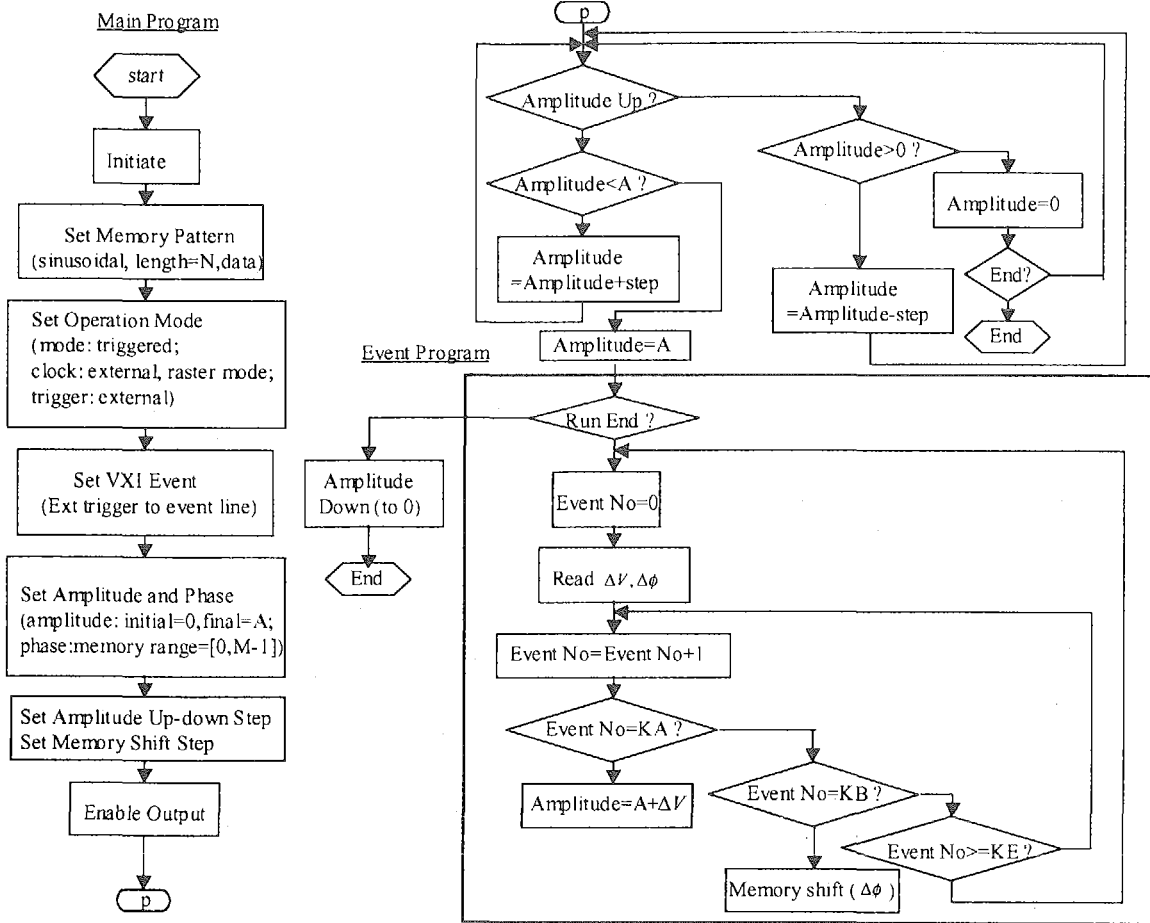 Main Program
start
Initiate
Set Memory Pattern
(sinusoidal, length=N,data)
Set Operation Mode
(mode: triggered;
clock: external, raster mode;
trigger: external)
Set VXI Event
(Ext trigger to event line)
Set Amplitude and Phase
(amplitude: initial=0,final=A;
phase:memory range=[0,M-1])
Set Amplitude Up-down Step
Set Memory Shift Step
Enable Output
p
p
Amplitude Up ?
Amplitude<A ?
Amplitude
=Amplitude+step
Amplitude=A
Amplitude>0 ?
Amplitude=0
End?
End
Amplitude
=Amplitude-step
Event Program
Run End ?
Amplitude
Down (to 0)
End
Event No=0
Read ΔV,Δϕ
Event No=Event No+1
Event No=KA ?
Amplitude=A+ΔV
Event No=KB ?
Memory shift (Δϕ)
Event No>=KE ?